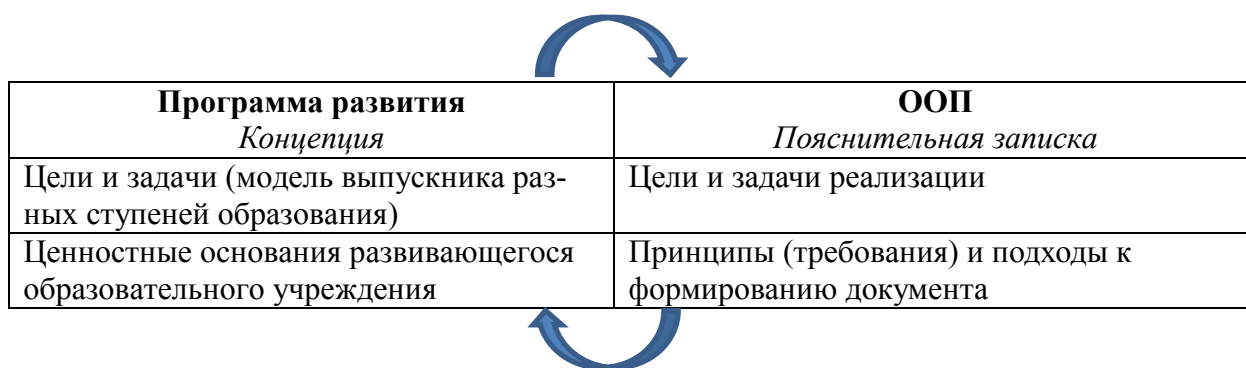 Программа развития
Концепция
ООП
Пояснительная записка
Цели и задачи (модель выпускника раз-
ных ступеней образования)
Цели и задачи реализации
Ценностные основания развивающегося
образовательного учреждения
Принципы (требования) и подходы к
формированию документа